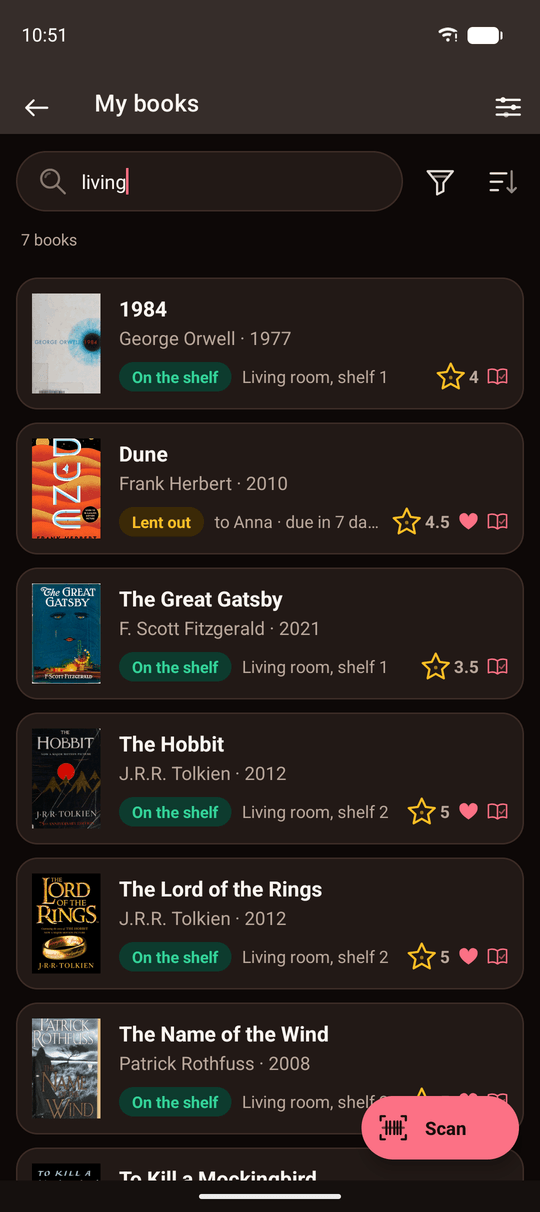 10:51
My books
living
7 books
GEORGE ORWELL 1984
1984
George Orwell · 1977
On the shelf
Living room, shelf 1
4
DUNE
FRANK HERBERT
Dune
Frank Herbert · 2010
Lent out
to Anna · due in 7 da...
4.5
The GREAT
GATSBY
F·SCOTT FITZGERALD
The Great Gatsby
F. Scott Fitzgerald · 2021
On the shelf
Living room, shelf 1
3.5
THE
HOBBIT
J·R·R·TOLKIEN
The Hobbit
J.R.R. Tolkien · 2012
On the shelf
Living room, shelf 2
5
THE
LORD
OF THE
RINGS
J·R·R·TOLKIEN
The Lord of the Rings
J.R.R. Tolkien · 2012
On the shelf
Living room, shelf 2
5
PATRICK
ROTHFUSS
THE
NAME
OF THE
WIND
The Name of the Wind
Patrick Rothfuss · 2008
On the shelf
Living room, shelf
Scan
TO KILL A
To Kill a Mockingbird